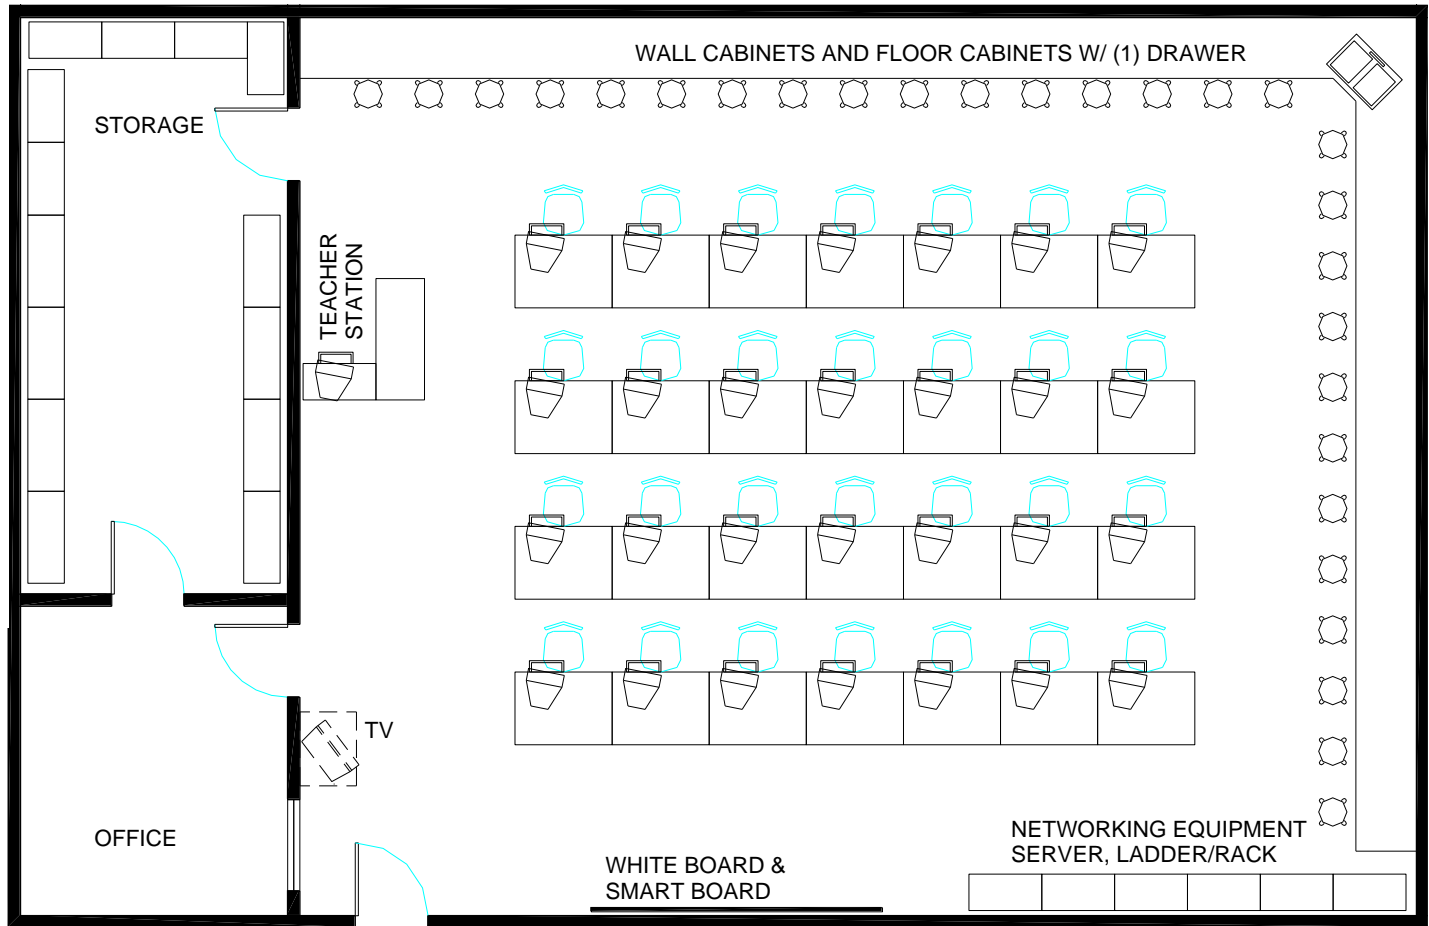 WALL CABINETS AND FLOOR CABINETS W/ (1) DRAWER
STORAGE
TEACHER
STATION
TV
OFFICE
WHITE BOARD &
SMART BOARD
NETWORKING EQUIPMENT
SERVER, LADDER/RACK